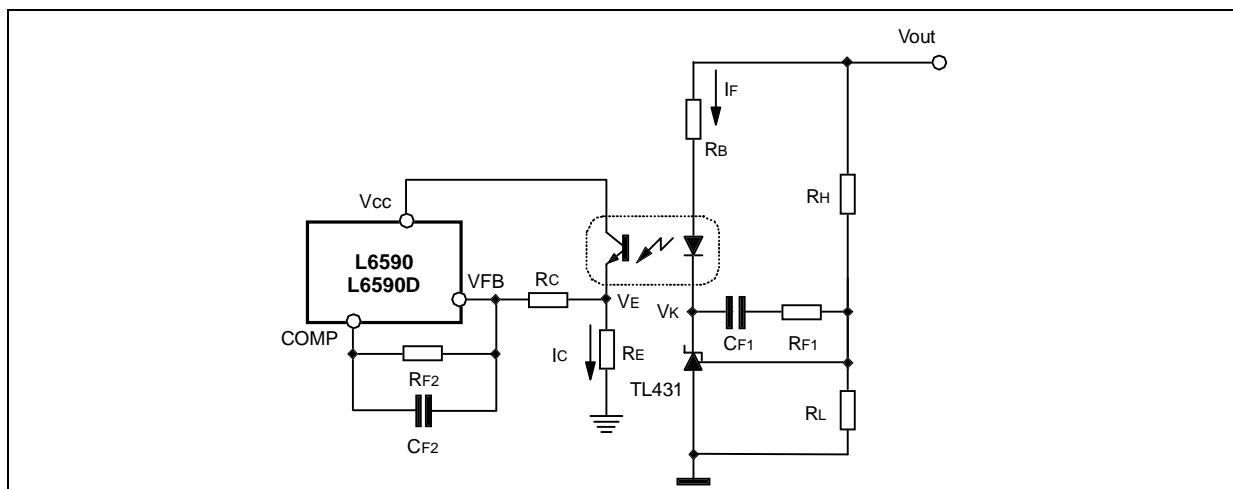 Vout
IF
RB
RH
Vcc
L6590
L6590D
VFB
RC
VE
VK
COMP
CF1
RF1
IC
RE
RF2
TL431
RL
CF2